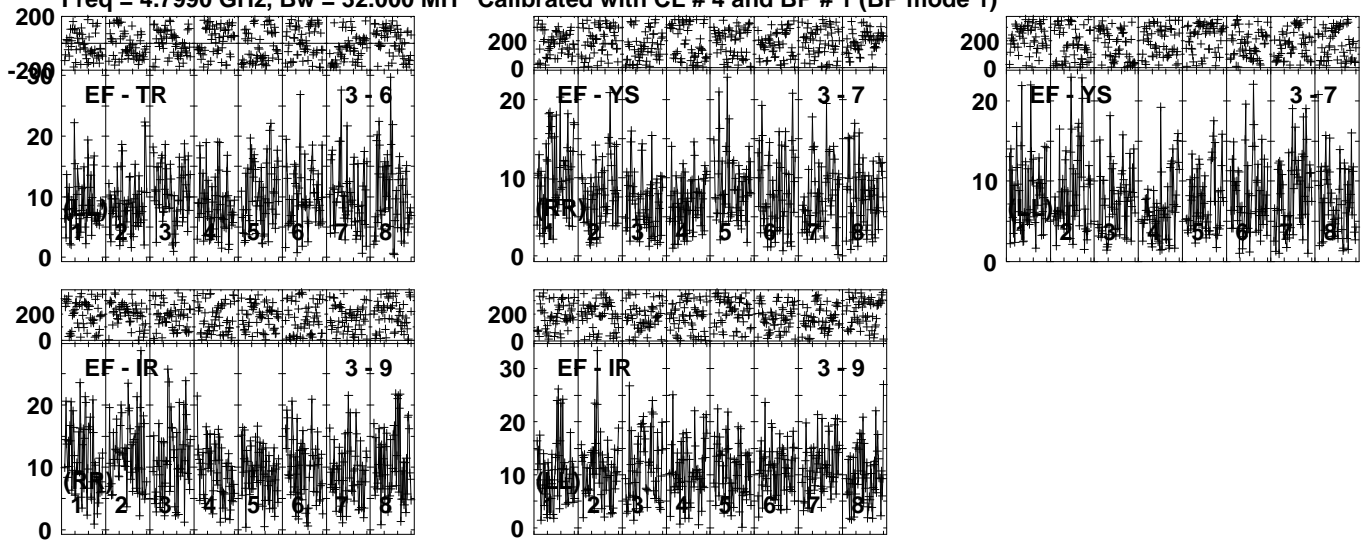 Freq = 4.7990 GHz, Bw = 32.000 MH Calibrated with CL # 4 and BP # 1 (BP mode 1)
200
-200
30
20
10
0
EF - TR
3 - 6
(LL)
1 2 3 4 5 6 7 8
200
0
20
10
0
EF - YS
3 - 7
(RR)
1 2 3 4 5 6 7 8
200
0
20
10
0
EF - YS
3 - 7
(LL)
1 2 3 4 5 6 7 8
200
0
20
10
0
EF - IR
3 - 9
(RR)
1 2 3 4 5 6 7 8
200
0
30
20
10
0
EF - IR
3 - 9
(LL)
1 2 3 4 5 6 7 8